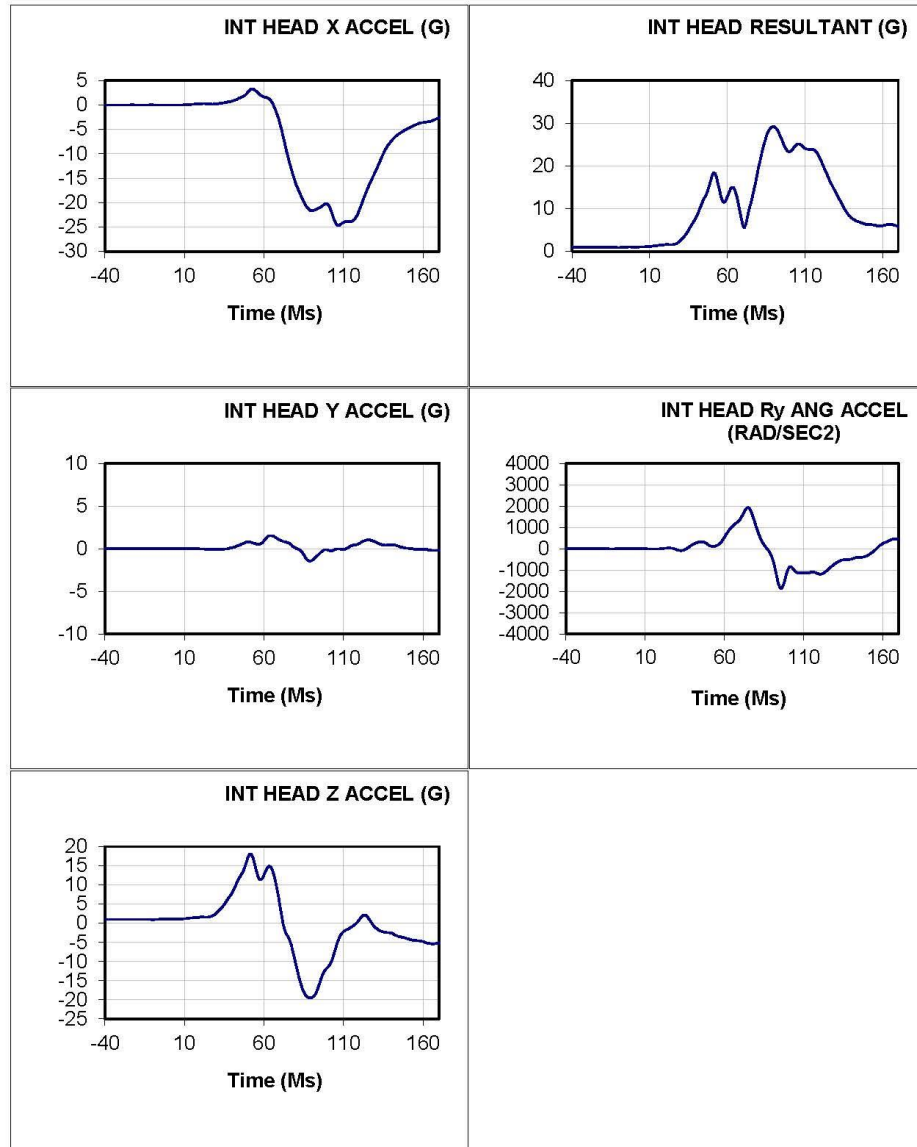 INT HEAD X ACCEL (G)
5
0
-5
-10
-15
-20
-25
-30
-40 10 60 110 160
Time (Ms)
INT HEAD RESULTANT (G)
40
30
20
10
0
-40 10 60 110 160
Time (Ms)
INT HEAD Y ACCEL (G)
10
5
0
-5
-10
-40 10 60 110 160
Time (Ms)
INT HEAD Ry ANG ACCEL
(RAD/SEC2)
4000
3000
2000
1000
0
-1000
-2000
-3000
-4000
-40 10 60 110 160
Time (Ms)
INT HEAD Z ACCEL (G)
20
15
10
5
0
-5
-10
-15
-20
-25
-40 10 60 110 160
Time (Ms)